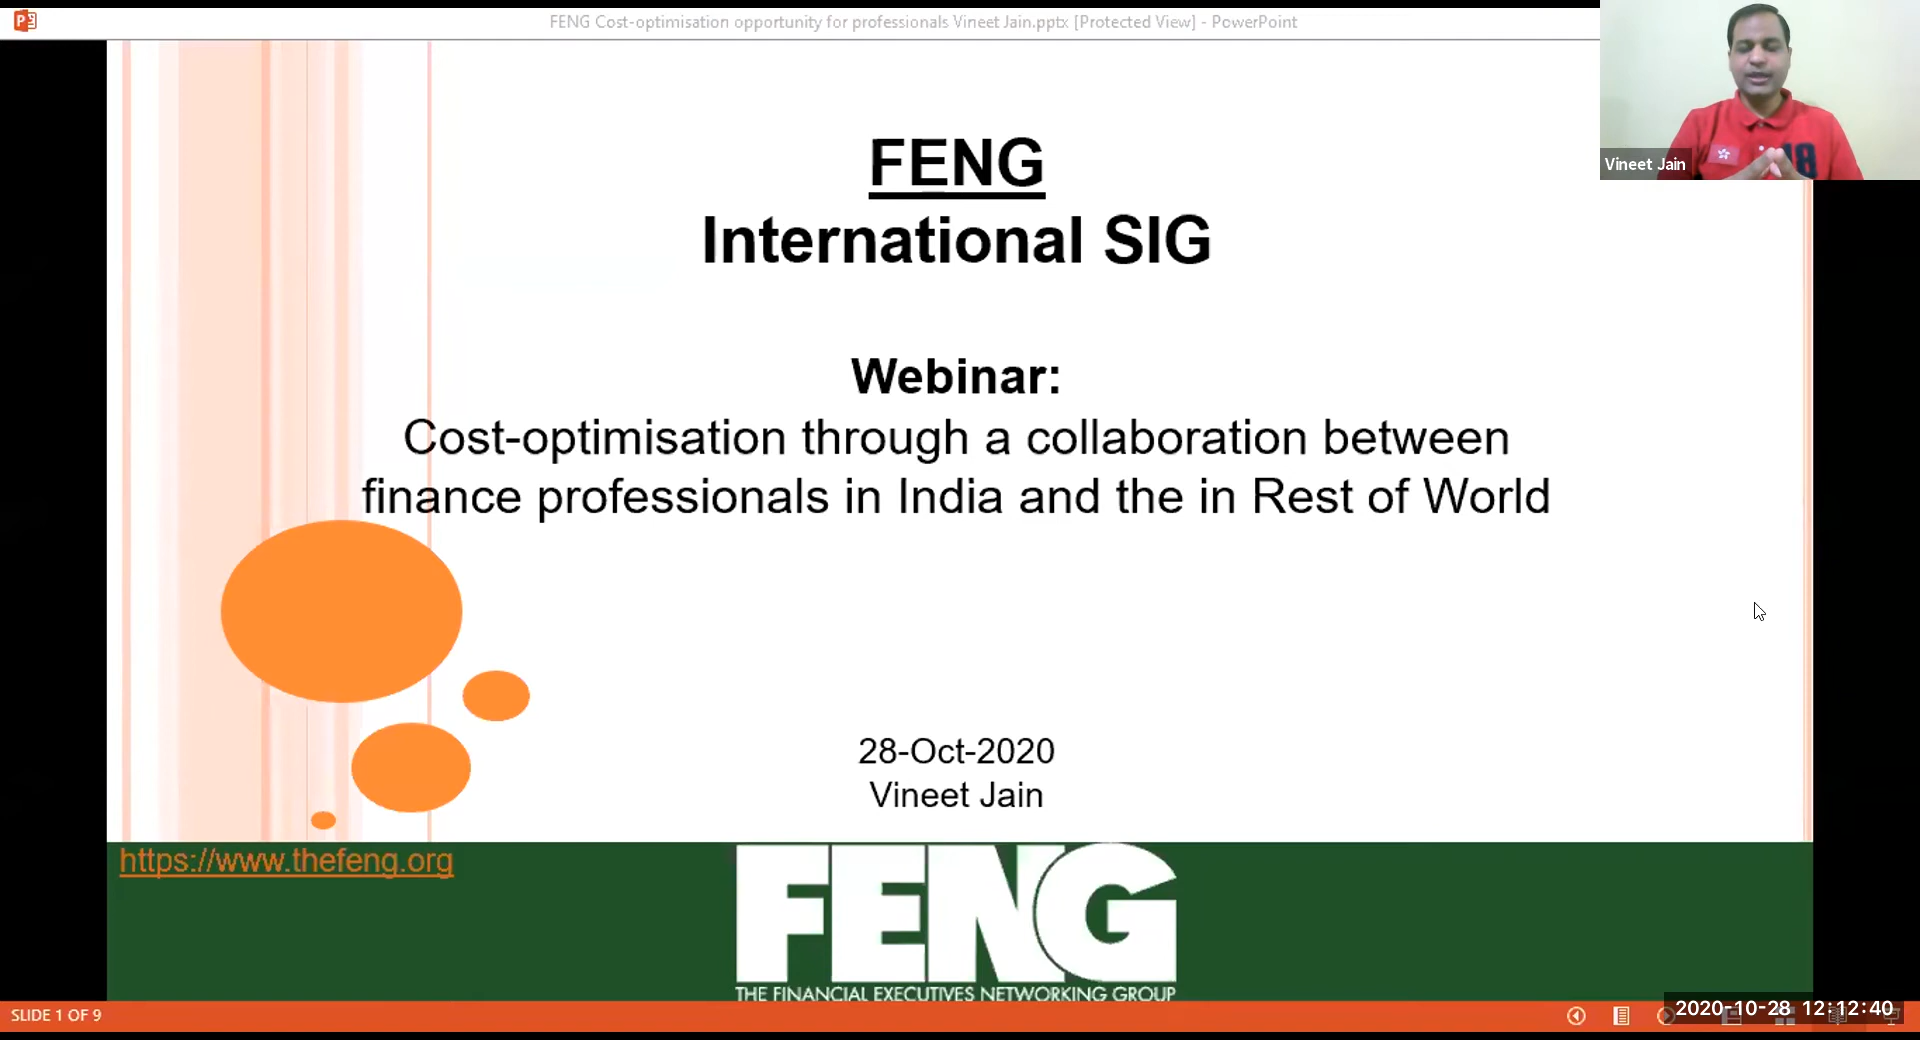 FENG Cost-optimisation opportunity for professionals Vineet Jain.pptx [Protected View] - PowerPoint
Vineet Jain
18
FENG
International SIG
Webinar:
Cost-optimisation through a collaboration between
finance professionals in India and the in Rest of World
28-Oct-2020
Vineet Jain
https://www.thefeng.org
FENG
THE FINANCIAL EXECUTIVES NETWORKING GROUP
SLIDE 1 OF 9
2020-10-28 12:12:40